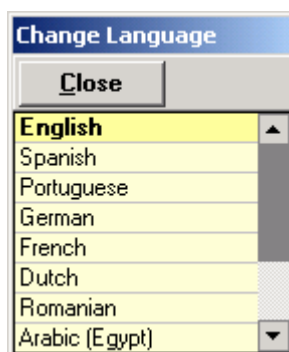 Change Language
Close
English
Spanish
Portuguese
German
French
Dutch
Romanian
Arabic (Egypt)